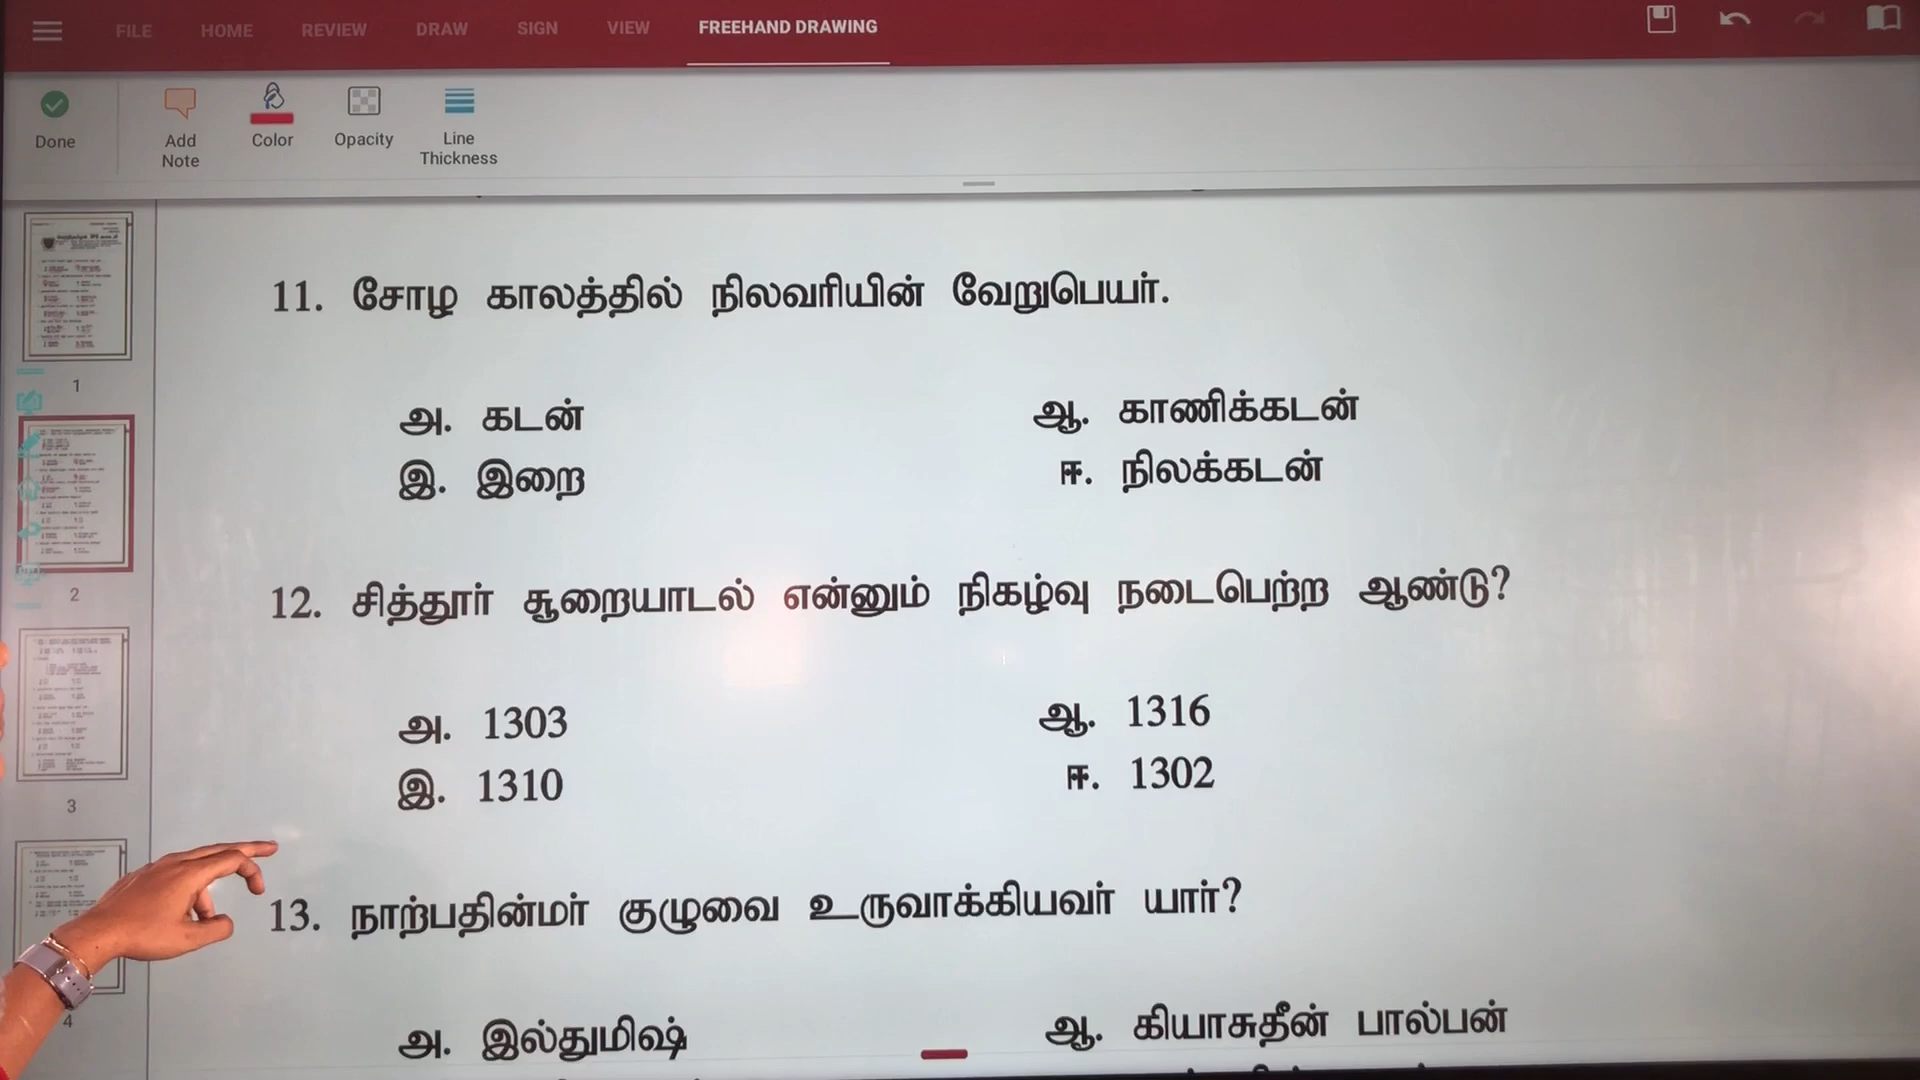 FILE HOME REVIEW DRAW SIGN VIEW FREEHAND DRAWING
Done Add Note Color Opacity Line Thickness
11. சோழ காலத்தில் நிலவரியின் வேறுபெயர்.
அ. கடன் ஆ. காணிக்கடன்
இ. இறை ஈ. நிலக்கடன்
12. சித்தூர் சூறையாடல் என்னும் நிகழ்வு நடைபெற்ற ஆண்டு?
அ. 1303 ஆ. 1316
இ. 1310 ஈ. 1302
13. நாற்பதின்மர் குழுவை உருவாக்கியவர் யார்?
அ. இல்துமிஷ் ஆ. கியாசுதீன் பால்பன்
1
2
3
4